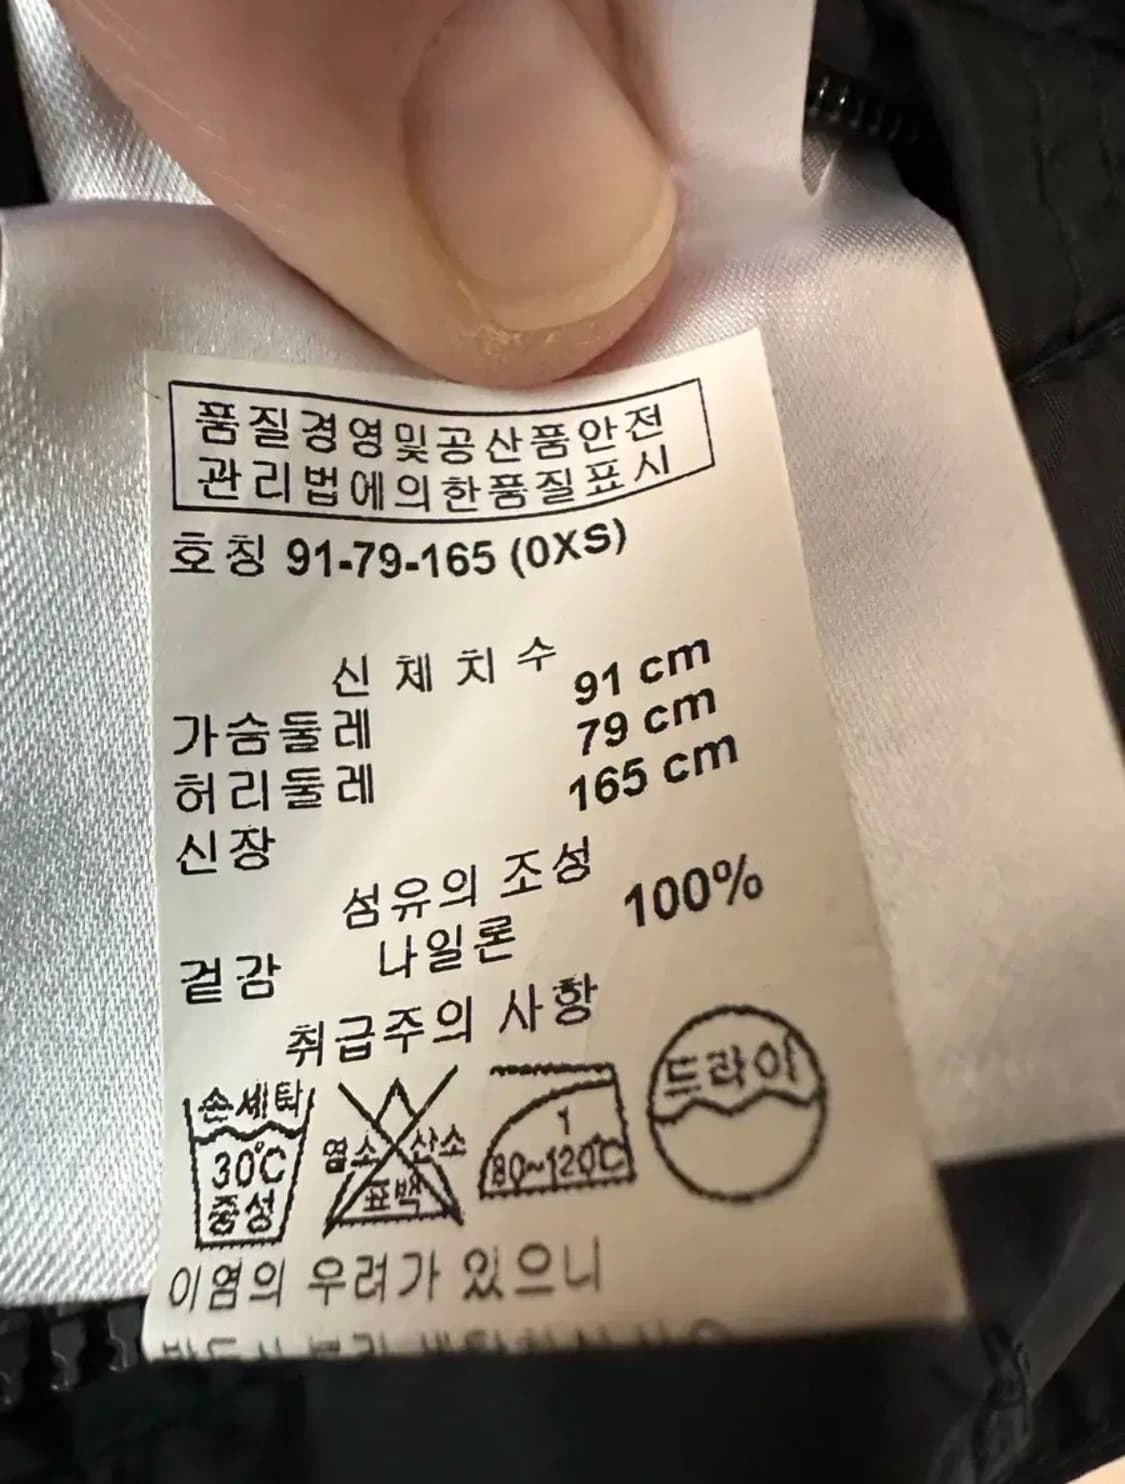 품질경영및공산품안전
관리법에의한품질표시
호칭 91-79-165 (0XS)
신체치수
가슴둘레 91 cm
허리둘레 79 cm
신장 165 cm
섬유의 조성
겉감 나일론 100%
취급주의 사항
손세탁
30℃
중성
염소 산소
표백
1
80~120℃
드라이
이염의 우려가 있으니